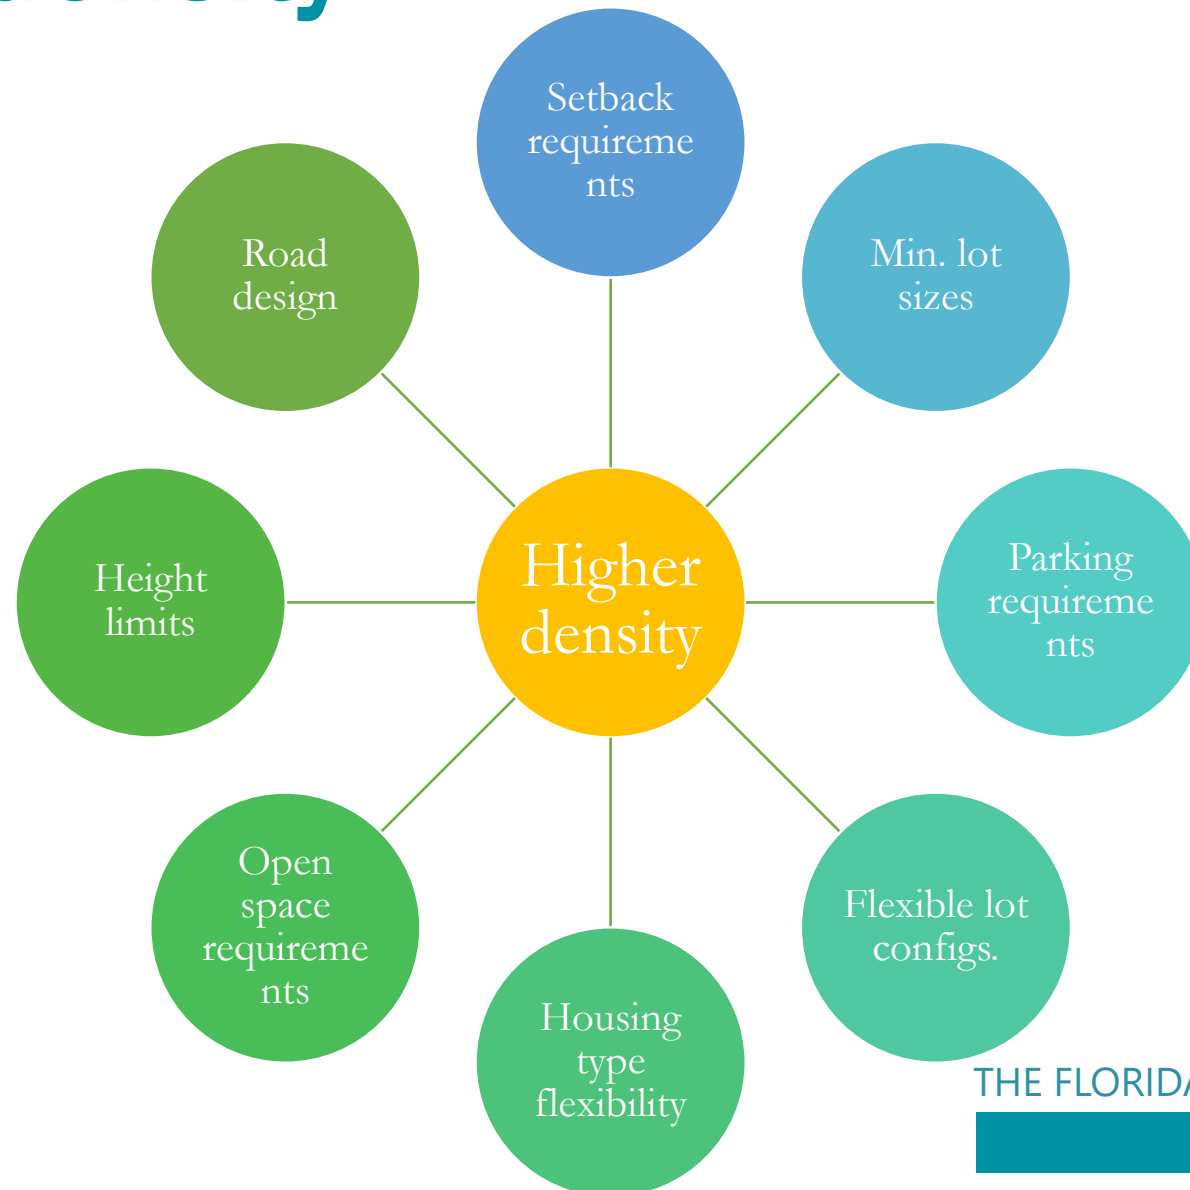 Setback
requireme
nts
Road
design
Min. lot
sizes
Height
limits
Higher
density
Parking
requireme
nts
Open
space
requireme
nts
Flexible lot
configs.
Housing
type
flexibility
THE FLORIDA